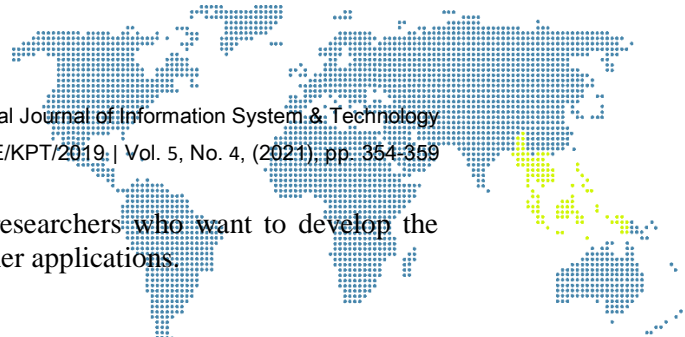 al Journal of Information System & Technology
E/KPT/2019 | Vol. 5, No. 4, (2021), pp. 354-359
researchers who want to develop the
er applications.